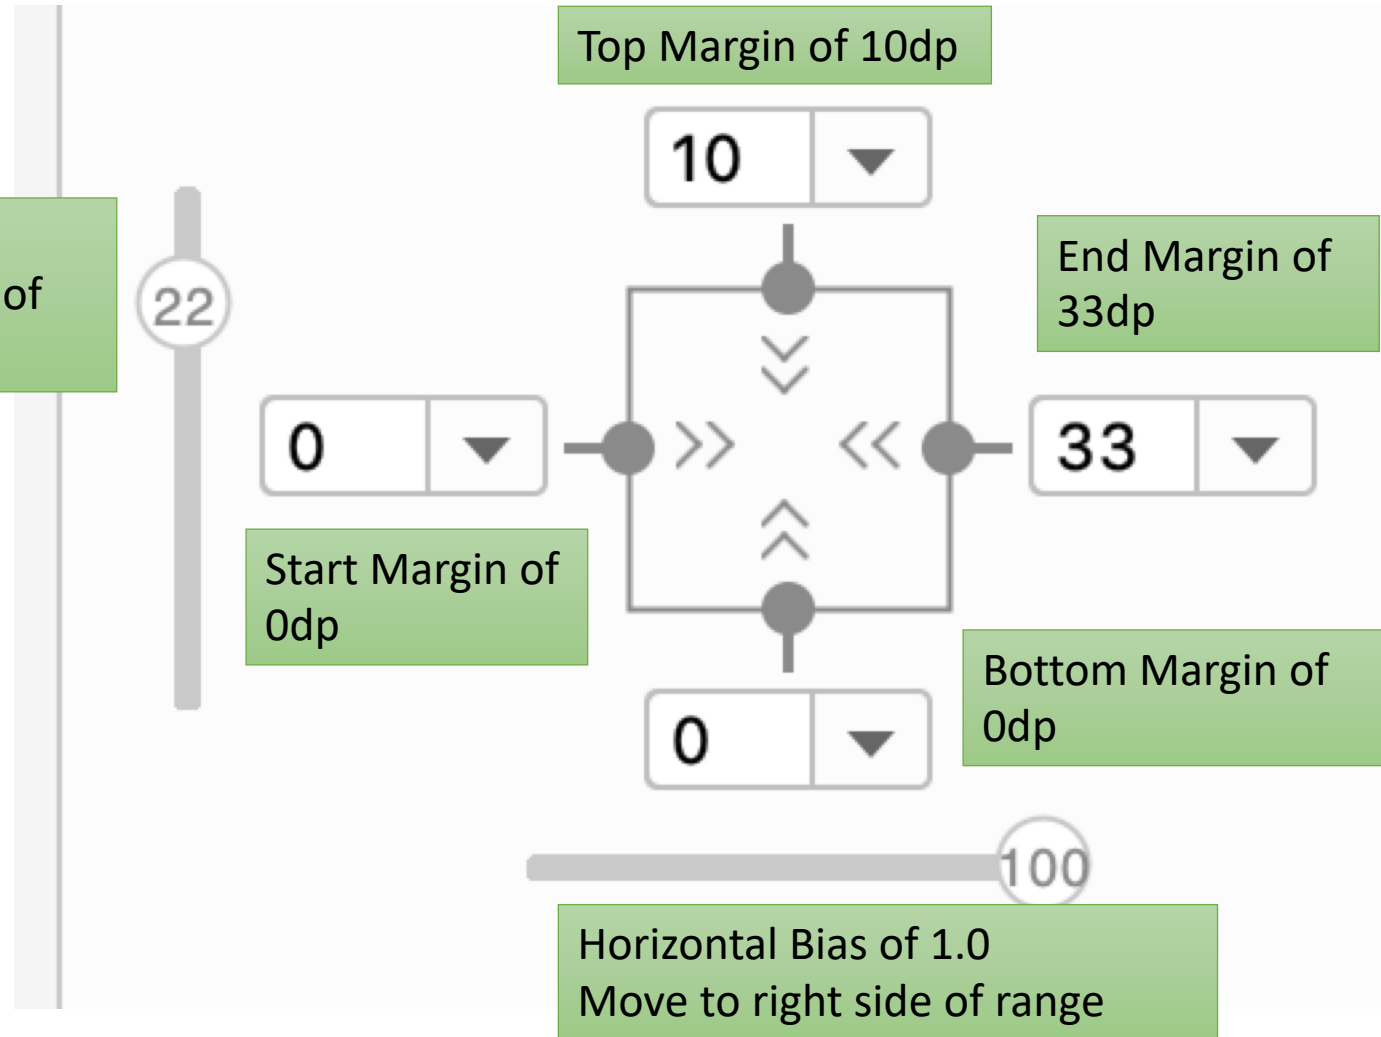 Top Margin of 10dp
10
End Margin of
33dp
of
22
0
33
Start Margin of
0dp
Bottom Margin of
0dp
0
100
Horizontal Bias of 1.0
Move to right side of range